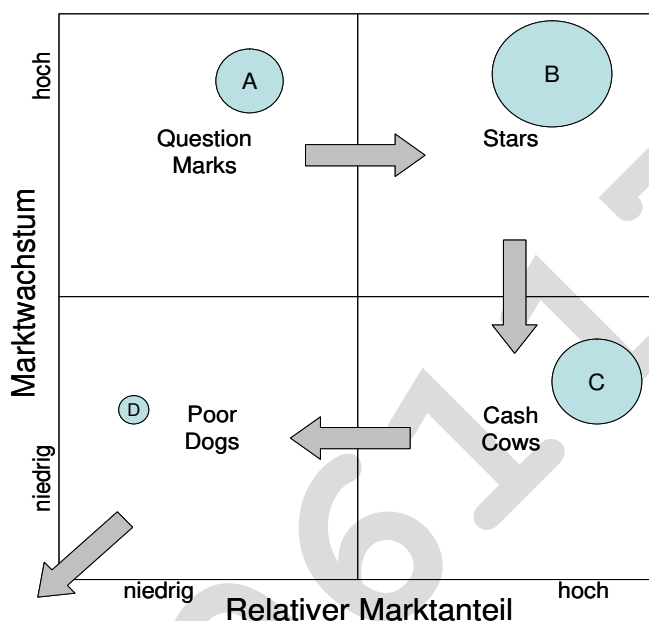 hoch
A
B
Question
Marks
Stars
Marktwachstum
C
D
Poor
Dogs
Cash
Cows
niedrig
niedrig
hoch
Relativer Marktanteil